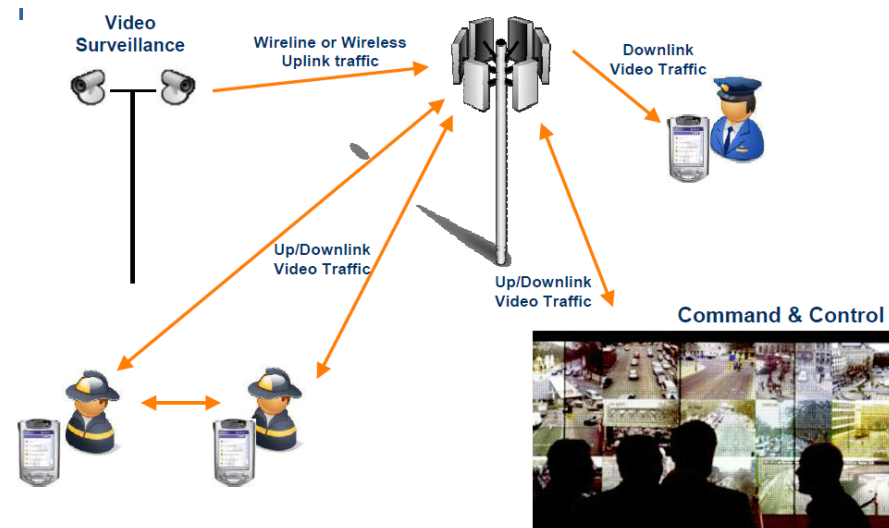 Video
Surveillance
Wireline or Wireless
Uplink traffic
Downlink
Video Traffic
Up/Downlink
Video Traffic
Up/Downlink
Video Traffic
Command & Control